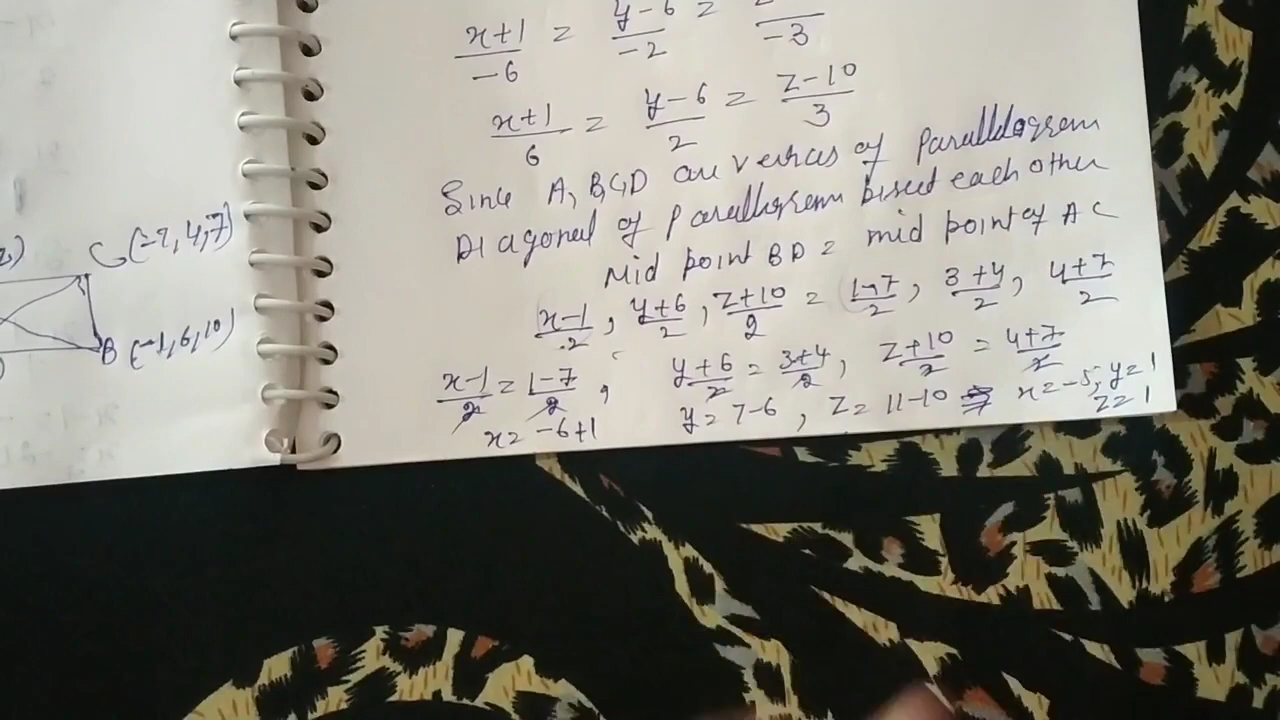 C (-7, 4, 7)
B (-1, 6, 10)
x+1/-6 = y-6/-2 = /-3
x+1/6 = y-6/2 = z-10/3
Since A, B, C, D are of Parallelogram
Diagonal of parallelogram bisect each other
Mid point BD = mid point of AC
x-1/2, y+6/2, z+10/2 = 1-7/2, 3+4/2, 4+7/2
x-1/2 = 1-7/2, y+6/2 = 3+4/2, z+10/2 = 4+7/2
x = -6+1 y = 7-6, z = 11-10 x = -5, y = 1
z = 1